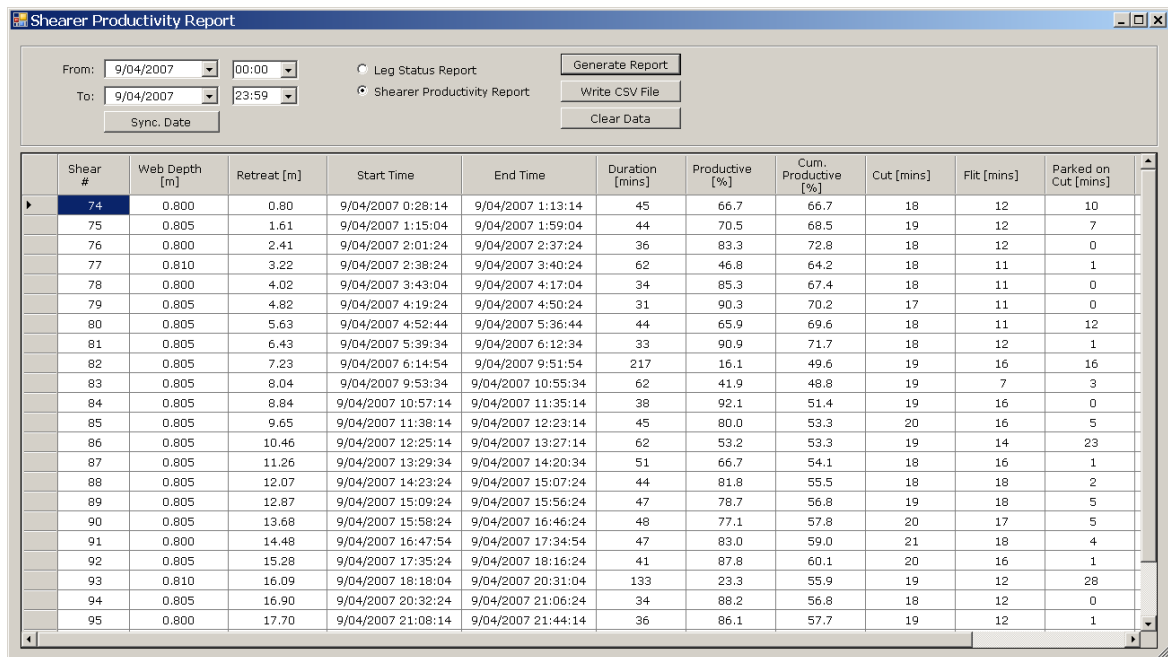 Shearer Productivity Report
From: 9/04/2007 00:00 Leg Status Report Generate Report
To: 9/04/2007 23:59 Shearer Productivity Report Write CSV File
Sync. Date Clear Data
Shear # Web Depth [m] Retreat [m] Start Time End Time Duration [mins] Productive [%] Cum. Productive [%] Cut [mins] Flit [mins] Parked on Cut [mins]
74 0.800 0.80 9/04/2007 0:28:14 9/04/2007 1:13:14 45 66.7 66.7 18 12 10
75 0.805 1.61 9/04/2007 1:15:04 9/04/2007 1:59:04 44 70.5 68.5 19 12 7
76 0.800 2.41 9/04/2007 2:01:24 9/04/2007 2:37:24 36 83.3 72.8 18 12 0
77 0.810 3.22 9/04/2007 2:38:24 9/04/2007 3:40:24 62 46.8 64.2 18 11 1
78 0.800 4.02 9/04/2007 3:43:04 9/04/2007 4:17:04 34 85.3 67.4 18 11 0
79 0.805 4.82 9/04/2007 4:19:24 9/04/2007 4:50:24 31 90.3 70.2 17 11 0
80 0.805 5.63 9/04/2007 4:52:44 9/04/2007 5:36:44 44 65.9 69.6 18 11 12
81 0.805 6.43 9/04/2007 5:39:34 9/04/2007 6:12:34 33 90.9 71.7 18 12 1
82 0.805 7.23 9/04/2007 6:14:54 9/04/2007 9:51:54 217 16.1 49.6 19 16 16
83 0.805 8.04 9/04/2007 9:53:34 9/04/2007 10:55:34 62 41.9 48.8 19 7 3
84 0.805 8.84 9/04/2007 10:57:14 9/04/2007 11:35:14 38 92.1 51.4 19 16 0
85 0.805 9.65 9/04/2007 11:38:14 9/04/2007 12:23:14 45 80.0 53.3 20 16 5
86 0.805 10.46 9/04/2007 12:25:14 9/04/2007 13:27:14 62 53.2 53.3 19 14 23
87 0.805 11.26 9/04/2007 13:29:34 9/04/2007 14:20:34 51 66.7 54.1 18 16 1
88 0.805 12.07 9/04/2007 14:23:24 9/04/2007 15:07:24 44 81.8 55.5 18 18 2
89 0.805 12.87 9/04/2007 15:09:24 9/04/2007 15:56:24 47 78.7 56.8 19 18 5
90 0.805 13.68 9/04/2007 15:58:24 9/04/2007 16:46:24 48 77.1 57.8 20 17 5
91 0.800 14.48 9/04/2007 16:47:54 9/04/2007 17:34:54 47 83.0 59.0 21 18 4
92 0.805 15.28 9/04/2007 17:35:24 9/04/2007 18:16:24 41 87.8 60.1 20 16 1
93 0.810 16.09 9/04/2007 18:18:04 9/04/2007 20:31:04 133 23.3 55.9 19 12 28
94 0.805 16.90 9/04/2007 20:32:24 9/04/2007 21:06:24 34 88.2 56.8 18 12 0
95 0.800 17.70 9/04/2007 21:08:14 9/04/2007 21:44:14 36 86.1 57.7 19 12 1